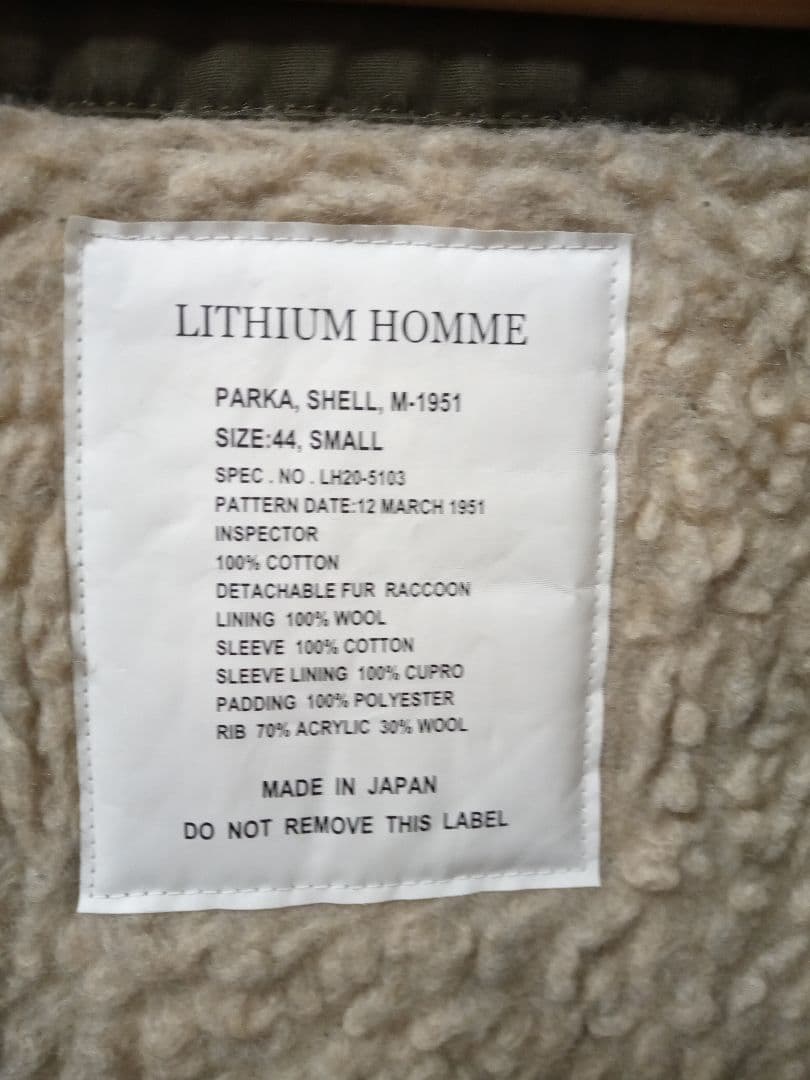 LITHIUM HOMME
PARKA, SHELL, M-1951
SIZE:44, SMALL
SPEC . NO . LH20-5103
PATTERN DATE:12 MARCH 1951
INSPECTOR
100% COTTON
DETACHABLE FUR RACCOON
LINING 100% WOOL
SLEEVE 100% COTTON
SLEEVE LINING 100% CUPRO
PADDING 100% POLYESTER
RIB 70% ACRYLIC 30% WOOL
MADE IN JAPAN
DO NOT REMOVE THIS LABEL